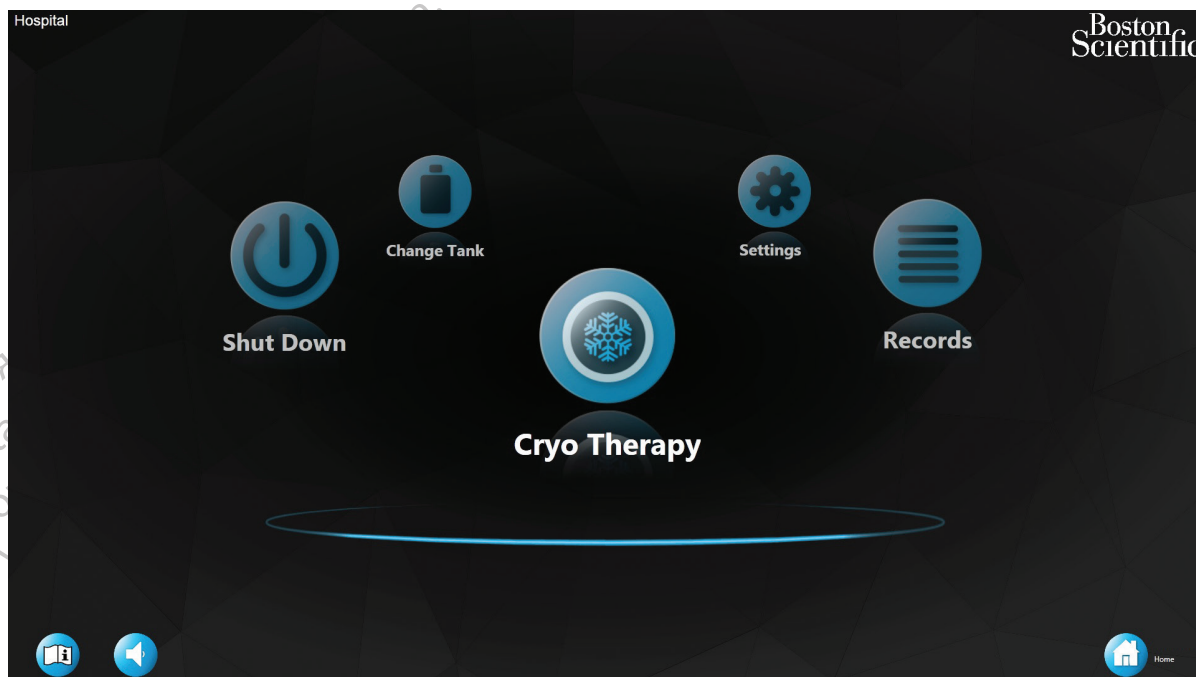 Hospital
Boston
Scientific
Change Tank
Settings
Shut Down
Records
Cryo Therapy
Home